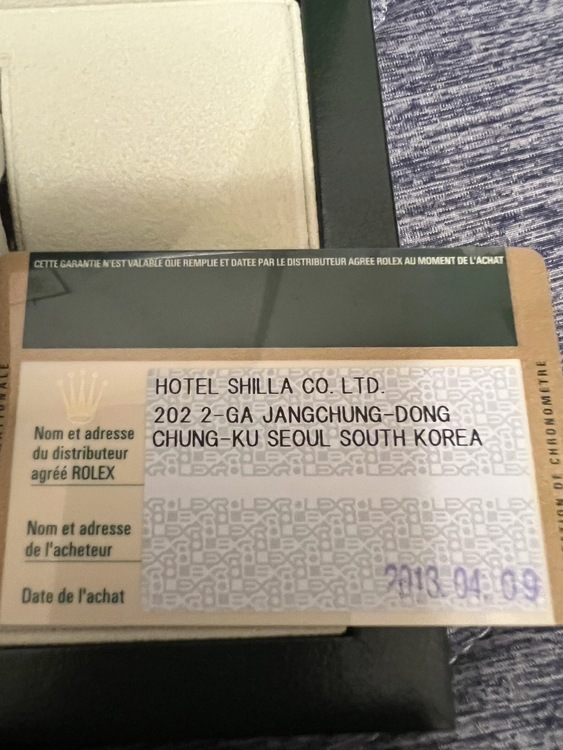 CETTE GARANTIE N'EST VALABLE QUE REMPLIE ET DATEE PAR LE DISTRIBUTEUR AGREE ROLEX AU MOMENT DE L'ACHAT
HOTEL SHILLA CO. LTD.
202 2-GA JANGCHUNG-DONG
CHUNG-KU SEOUL SOUTH KOREA
Nom et adresse
du distributeur
agréé ROLEX
Nom et adresse
de l'acheteur
Date de l'achat
2013.04.09
DE CHRONOMÈTRE